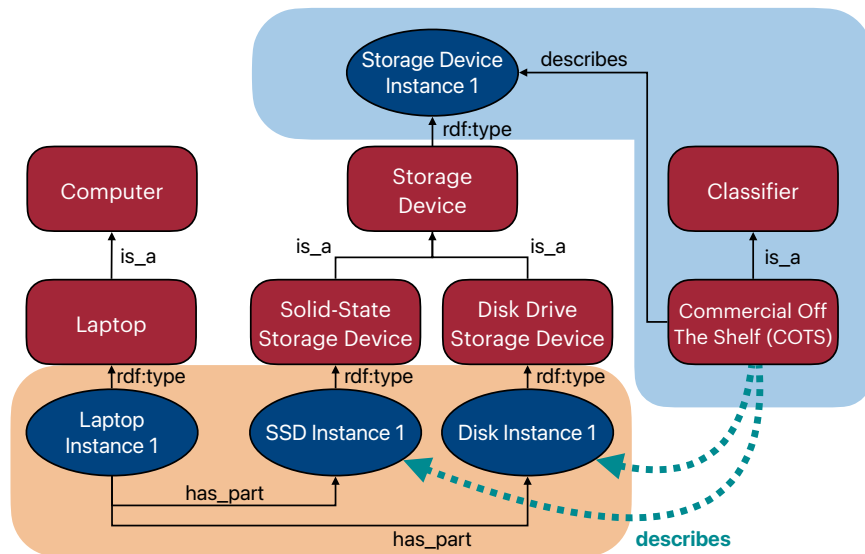 Storage Device
Instance 1
describes
rdf:type
Computer
Storage
Device
Classifier
is_a
is_a
is_a
is_a
Laptop
Solid-State
Storage Device
Disk Drive
Storage Device
Commercial Off
The Shelf (COTS)
rdf:type
rdf:type
rdf:type
Laptop
Instance 1
SSD Instance 1
Disk Instance 1
has_part
has_part
describes